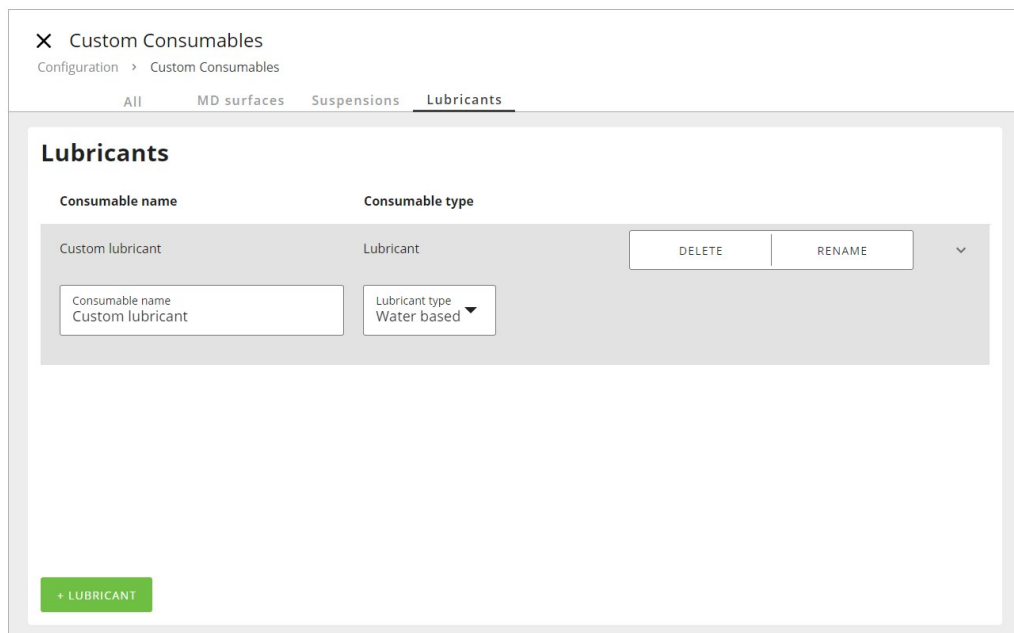 Custom Consumables
Configuration > Custom Consumables
All MD surfaces Suspensions Lubricants
Lubricants
Consumable name Consumable type
Custom lubricant Lubricant DELETE RENAME
Consumable name Lubricant type
Custom lubricant Water based
+ LUBRICANT